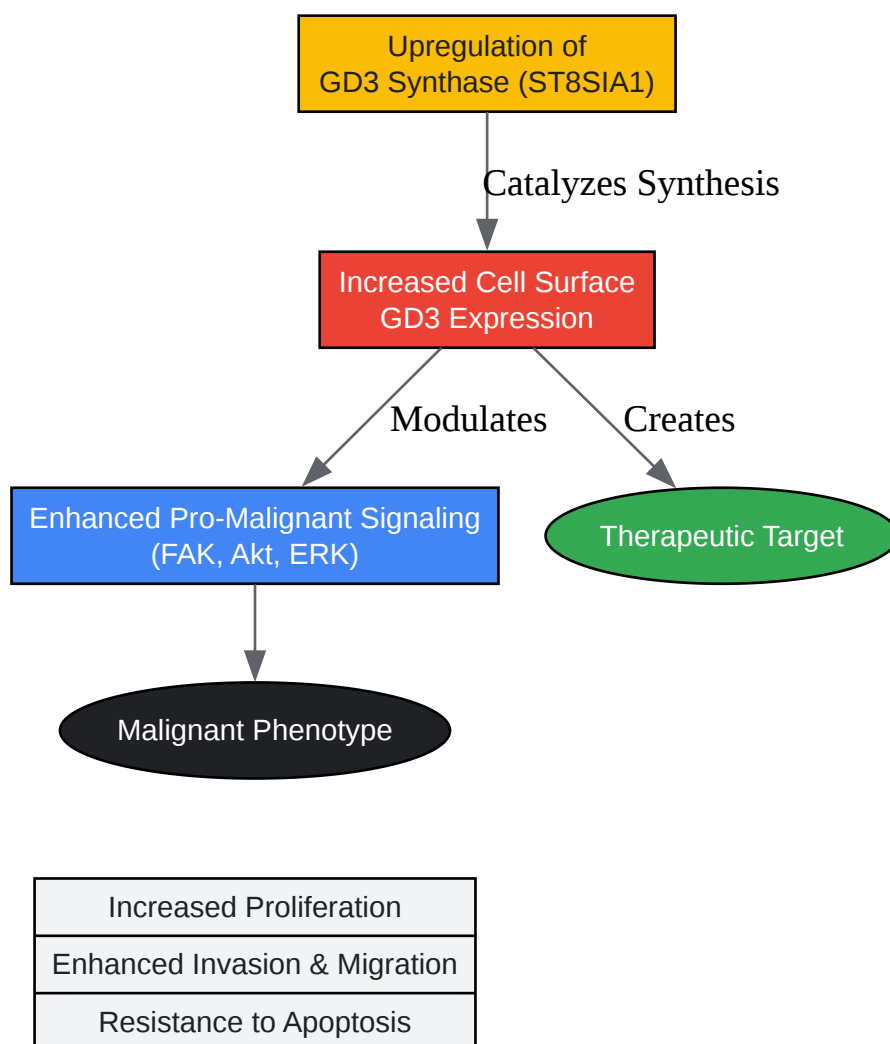 Upregulation of
GD3 Synthase (ST8SIA1)
Catalyzes Synthesis
Increased Cell Surface
GD3 Expression
Modulates
Creates
Enhanced Pro-Malignant Signaling
(FAK, Akt, ERK)
Therapeutic Target
Malignant Phenotype
Increased Proliferation
Enhanced Invasion & Migration
Resistance to Apoptosis